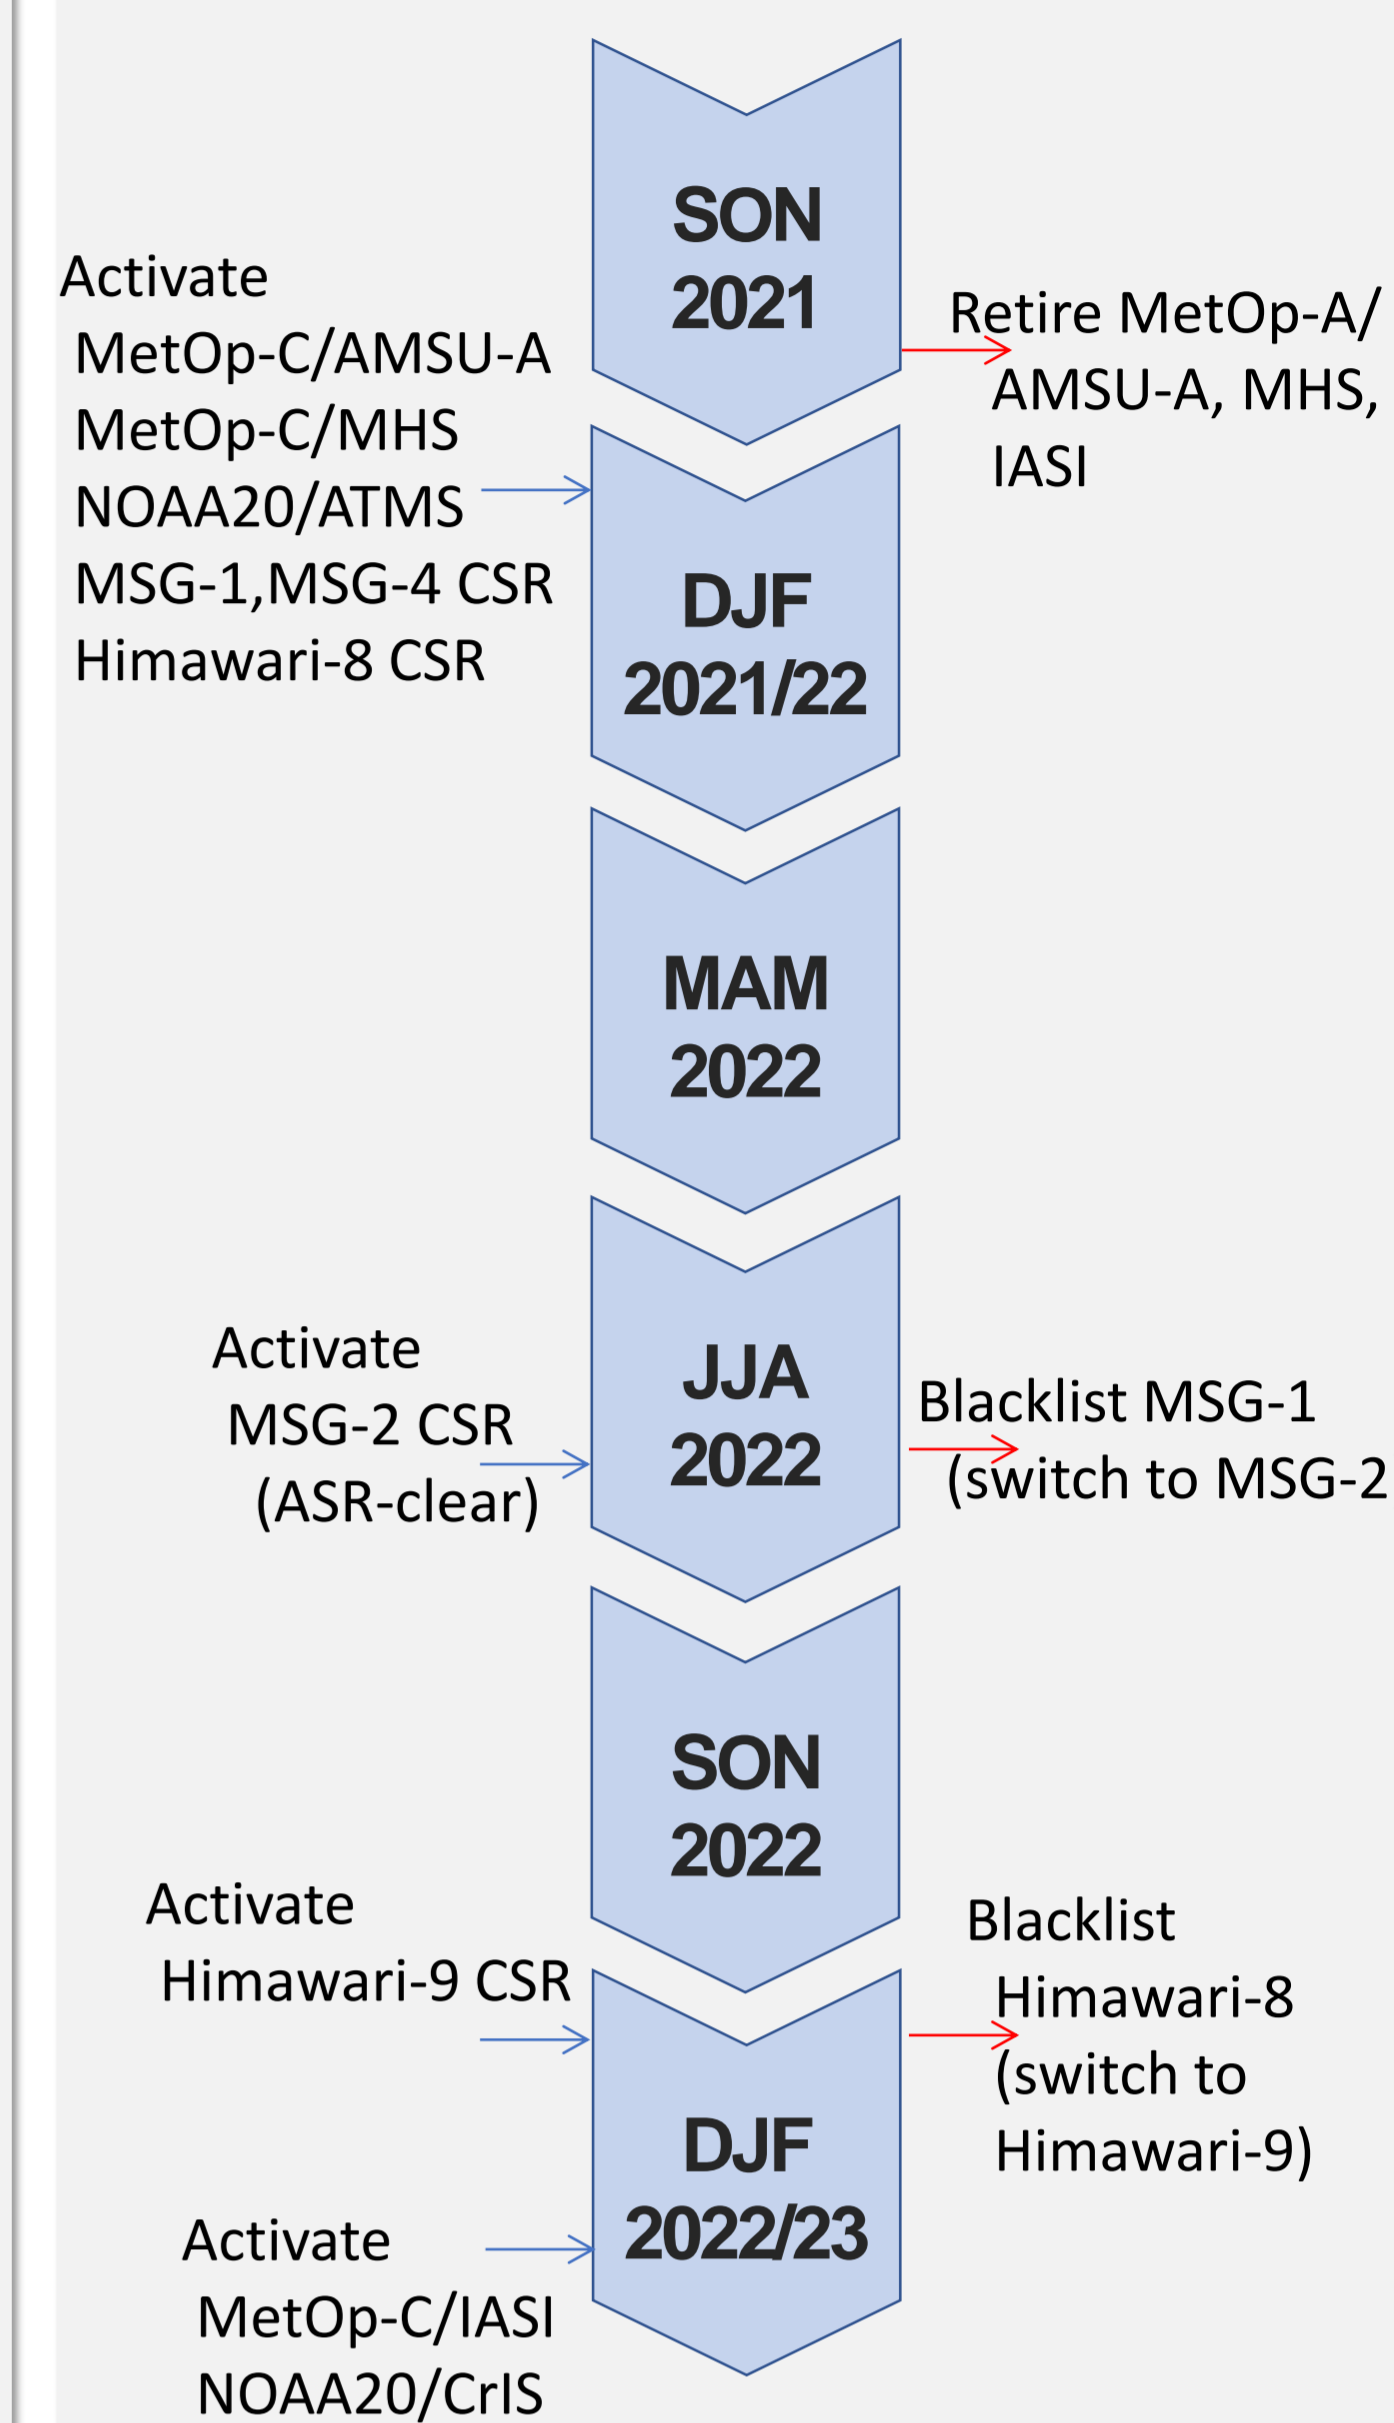 SON
2021
Activate
MetOp-C/AMSU-A
MetOp-C/MHS
NOAA20/ATMS
MSG-1,MSG-4 CSR
Himawari-8 CSR
Retire MetOp-A/
AMSU-A, MHS,
IASI
DJF
2021/22
MAM
2022
Activate
MSG-2 CSR
(ASR-clear)
JJA
2022
Blacklist MSG-1
(switch to MSG-2
SON
2022
Activate
Himawari-9 CSR
Blacklist
Himawari-8
(switch to
Himawari-9)
DJF
2022/23
Activate
MetOp-C/IASI
NOAA20/CrIS